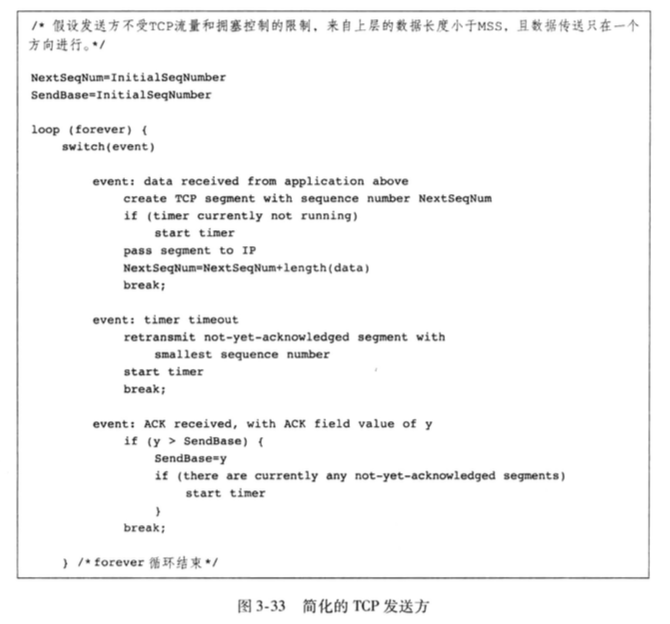 /* 假设发送方不受TCP流量和拥塞控制的限制，来自上层的数据长度小于MSS，且数据传送只在一个
方向进行。*/
NextSeqNum=InitialSeqNumber
SendBase=InitialSeqNumber
loop (forever) {
switch(event)
event: data received from application above
create TCP segment with sequence number NextSeqNum
if (timer currently not running)
start timer
pass segment to IP
NextSeqNum=NextSeqNum+length(data)
break;
event: timer timeout
retransmit not-yet-acknowledged segment with
smallest sequence number
start timer
break;
event: ACK received, with ACK field value of y
if (y > SendBase) {
SendBase=y
if (there are currently any not-yet-acknowledged segments)
start timer
}
break;
} /*forever 循环结束*/
图 3-33 简化的 TCP 发送方